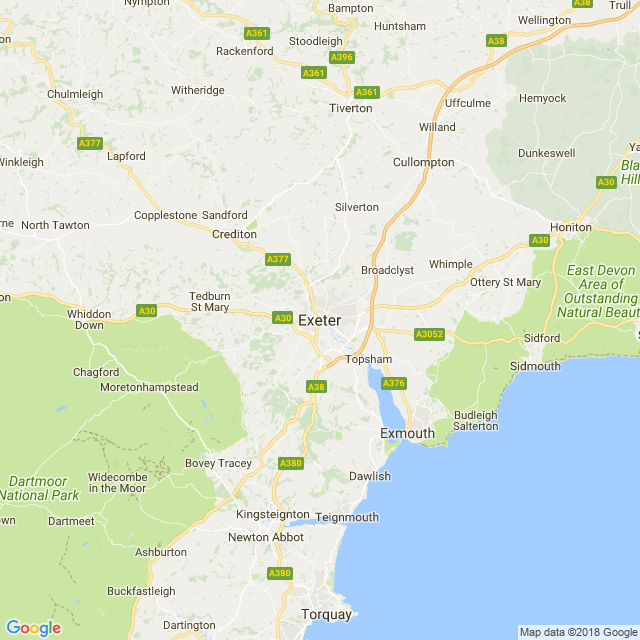 Nympton
Bampton
A38
Trull
Huntsham
Wellington
A361
Stoodleigh
A38
Rackenford
A396
A361
Chulmleigh
Witheridge
A361
Tiverton
Uffculme
Hemyock
Willand
A377
Lapford
Winkleigh
Cullompton
Dunkeswell
A30
Copplestone
Sandford
Silverton
North Tawton
Crediton
Honiton
A30
A377
Broadclyst
Whimple
East Devon
Area of
Outstanding
Natural Beau
Ottery St Mary
Tedburn
St Mary
Whiddon
Down
A30
A30
Exeter
A3052
Sidford
Topsham
Sidmouth
Chagford
Moretonhampstead
A38
A376
Budleigh
Salterton
Exmouth
Bovey Tracey
A380
Dartmoor
National Park
Widecombe
in the Moor
Dawlish
Dartmeet
Kingsteignton
Teignmouth
Newton Abbot
Ashburton
A380
Buckfastleigh
Torquay
Dartington
Google
Map data ©2018 Google